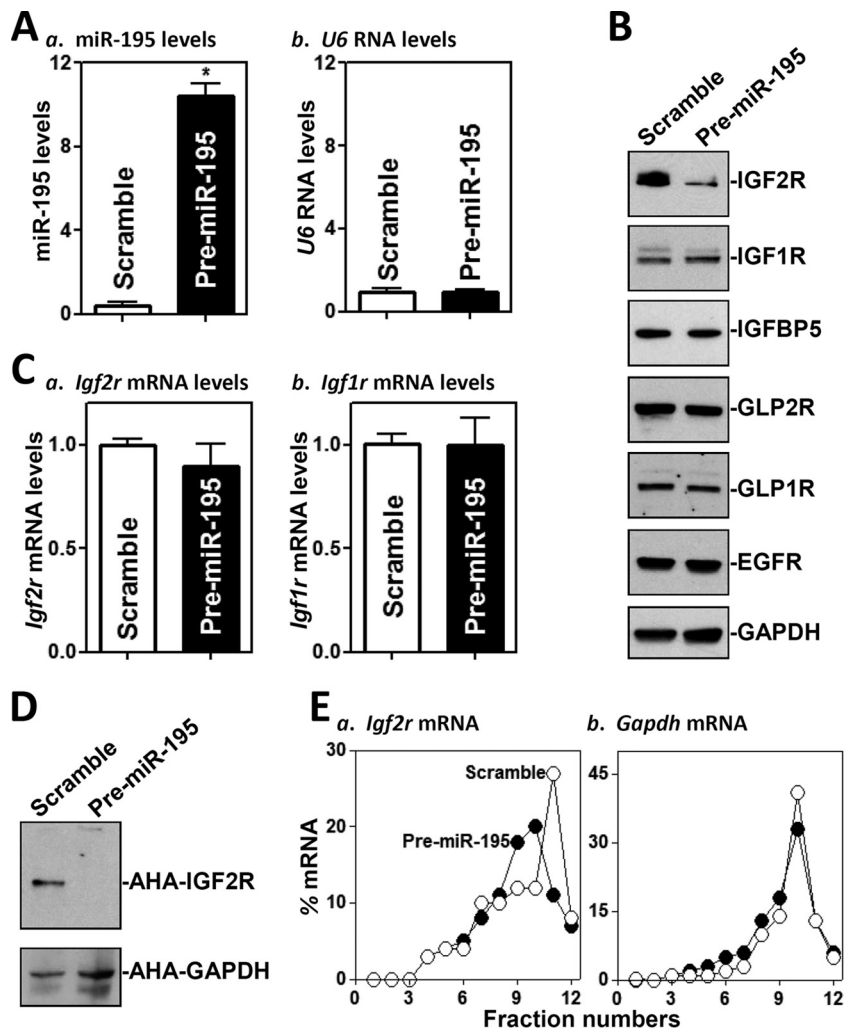 A
a. miR-195 levels
miR-195 levels
12
8
4
0
*
Scramble
Pre-miR-195
b. U6 RNA levels
U6 RNA levels
12
8
4
0
Scramble
Pre-miR-195
B
Scramble
Pre-miR-195
-IGF2R
-IGF1R
-IGFBP5
-GLP2R
-GLP1R
-EGFR
-GAPDH
C
a. Igf2r mRNA levels
Igf2r mRNA levels
1.0
0.5
0.0
Scramble
Pre-miR-195
b. Igf1r mRNA levels
Igf1r mRNA levels
1.0
0.5
0.0
Scramble
Pre-miR-195
D
Scramble
Pre-miR-195
-AHA-IGF2R
-AHA-GAPDH
E
a. Igf2r mRNA
% mRNA
30
20
10
0
Scramble
Pre-miR-195
0 3 6 9 12
b. Gapdh mRNA
45
30
15
0
0 3 6 9 12
Fraction numbers